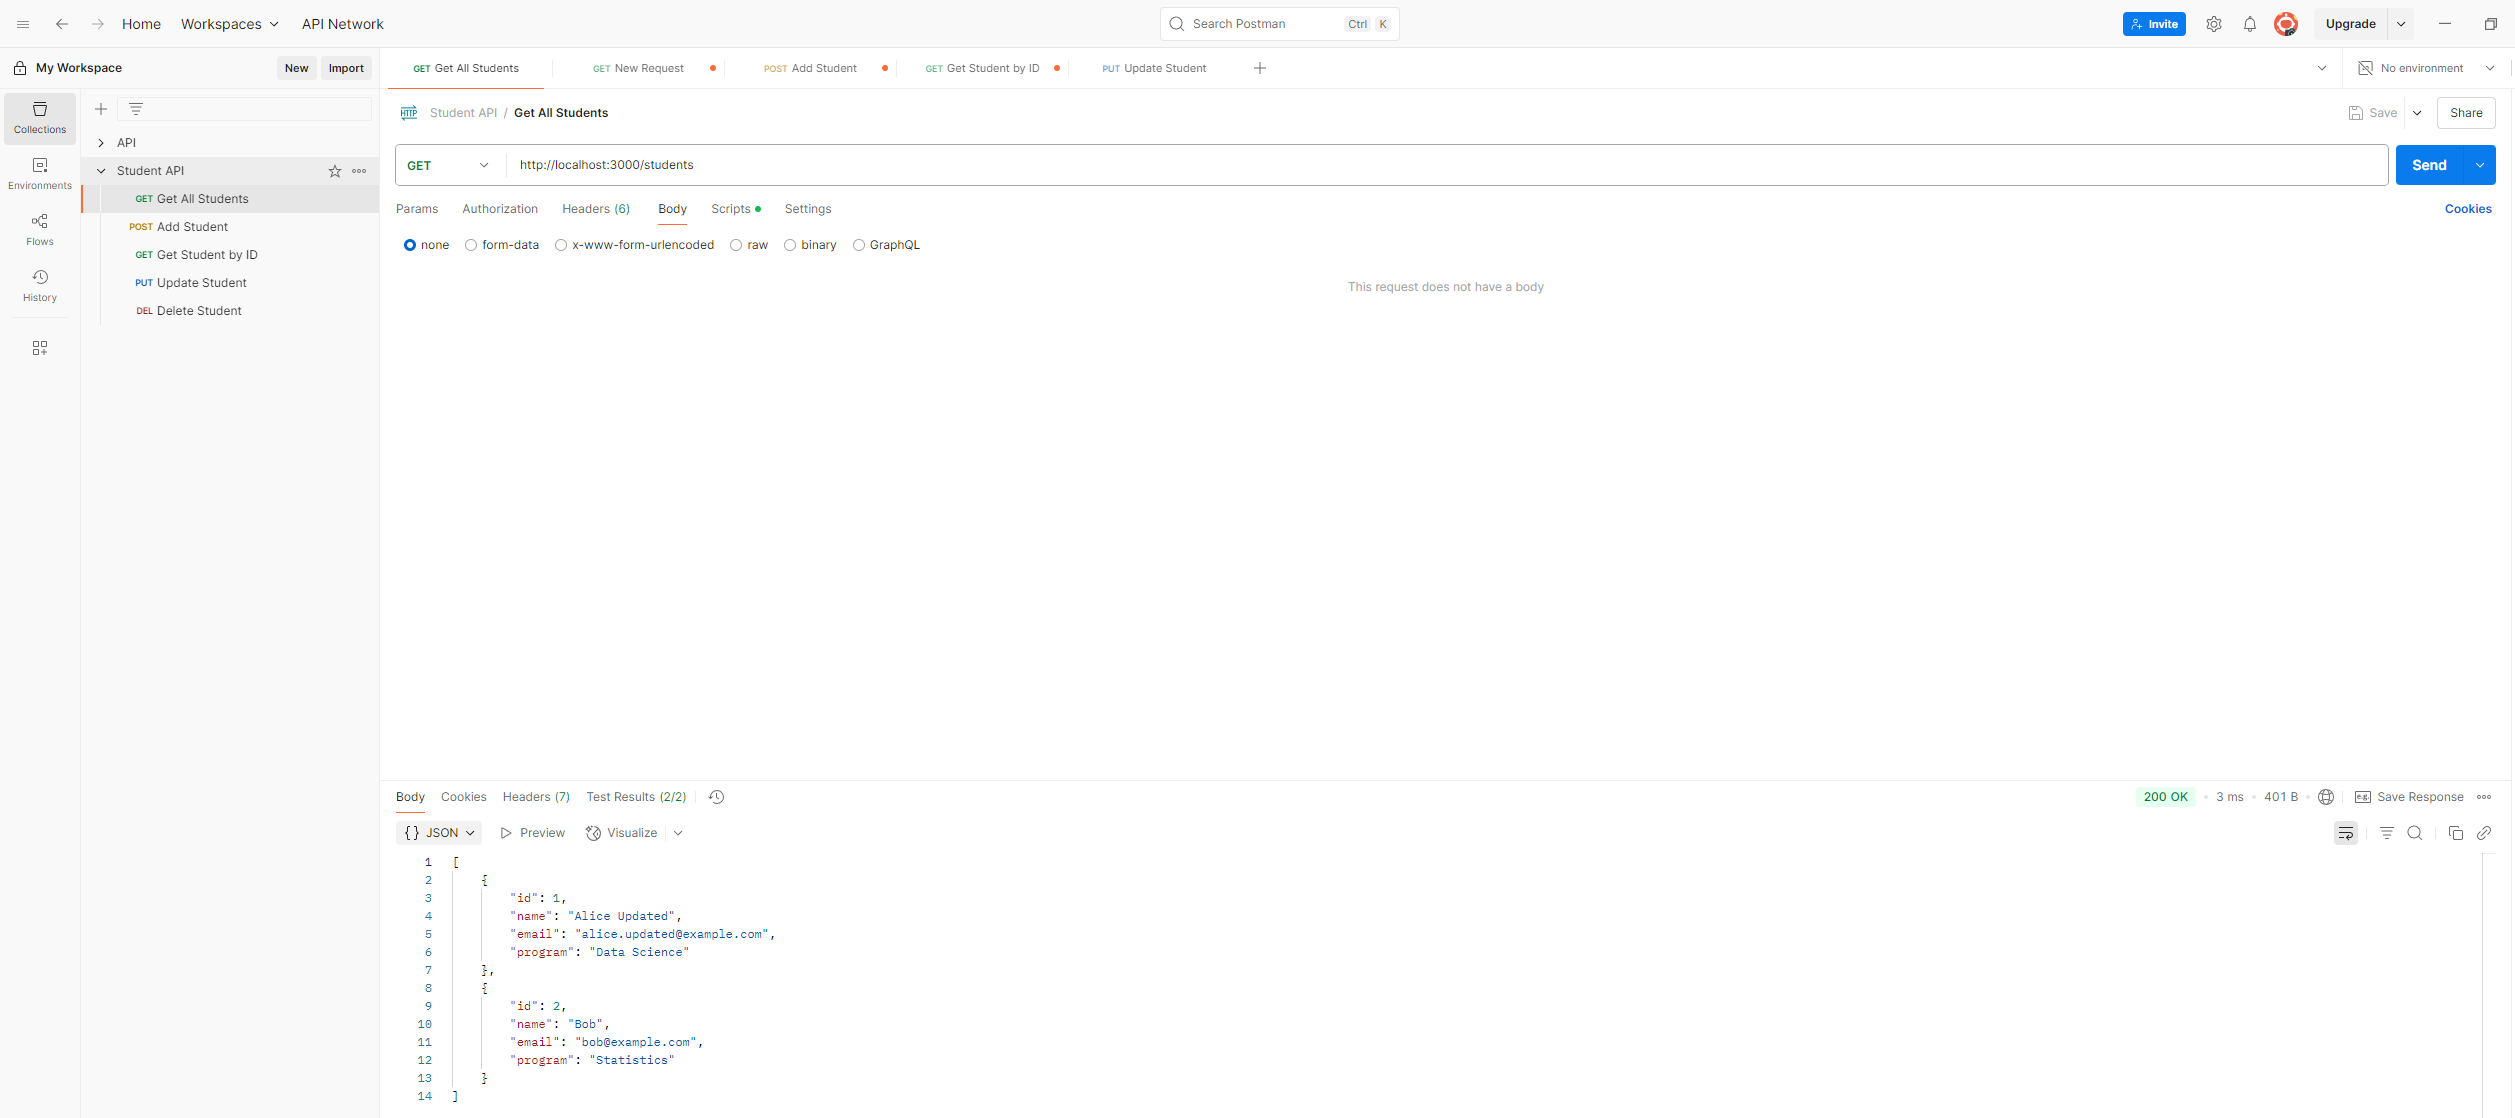 Home Workspaces API Network Search Postman Ctrl K Invite Upgrade
My Workspace New Import GET Get All Students GET New Request POST Add Student GET Get Student by ID PUT Update Student No environment
Collections
Environments
Flows
History
API
Student API
GET Get All Students
POST Add Student
GET Get Student by ID
PUT Update Student
DEL Delete Student
HTTP Student API / Get All Students Save Share
GET http://localhost:3000/students Send
Params Authorization Headers (6) Body Scripts Settings Cookies
none form-data x-www-form-urlencoded raw binary GraphQL
This request does not have a body
Body Cookies Headers (7) Test Results (2/2) 200 OK 3 ms 401 B e.g. Save Response
{} JSON Preview Visualize
1 [
2 {
3 "id": 1,
4 "name": "Alice Updated",
5 "email": "alice.updated@example.com",
6 "program": "Data Science"
7 },
8 {
9 "id": 2,
10 "name": "Bob",
11 "email": "bob@example.com",
12 "program": "Statistics"
13 }
14 ]